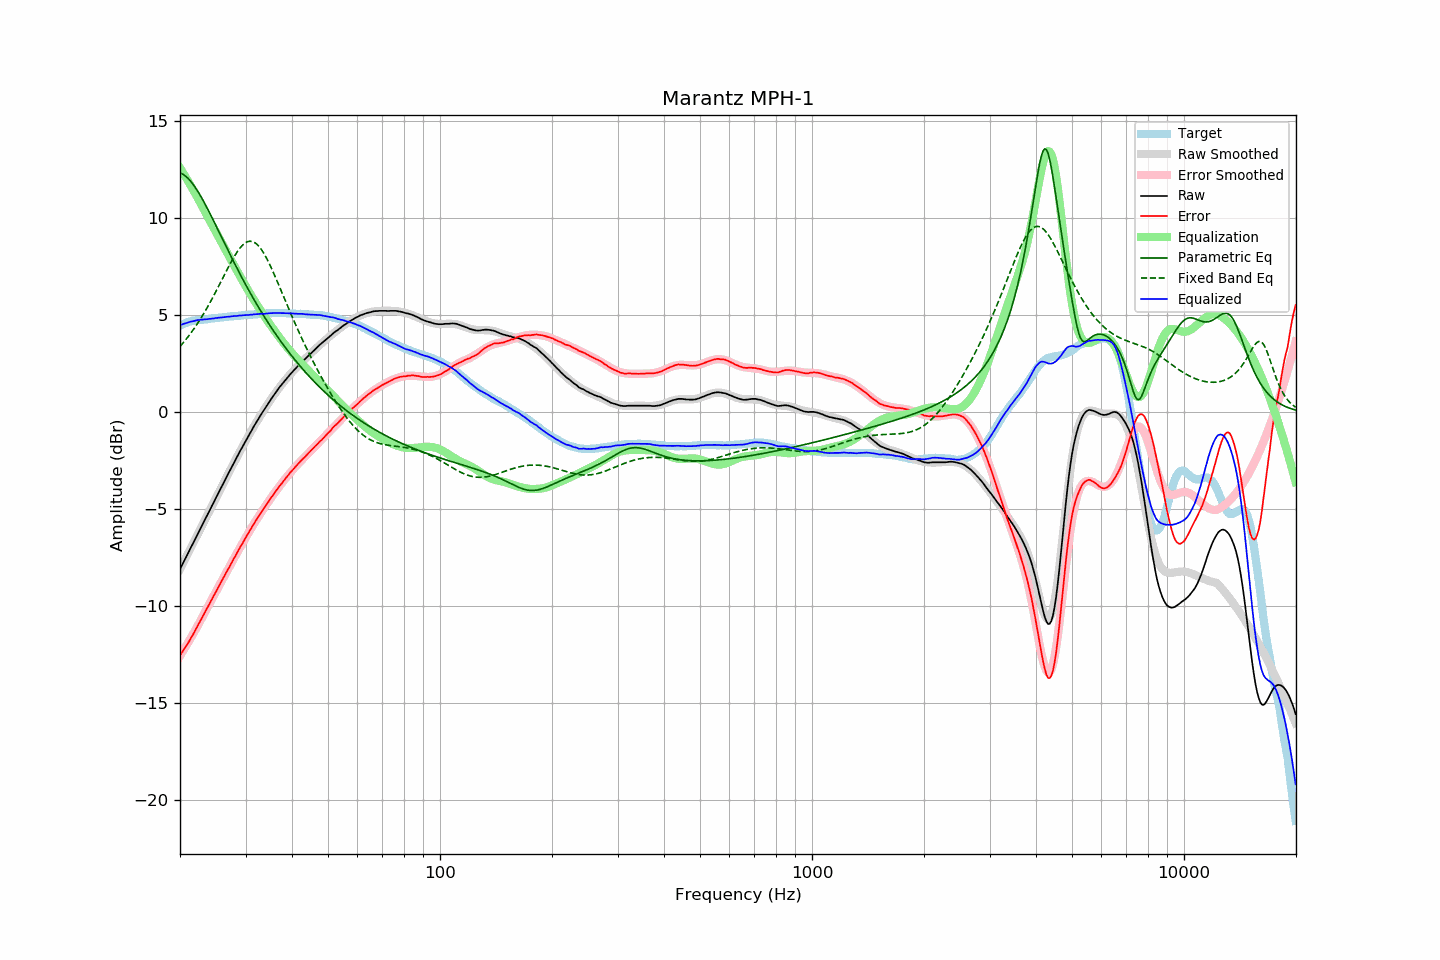 Marantz MPH-1
15
10
5
0
−5
−10
−15
−20
Amplitude (dBr)
100
1000
10000
Frequency (Hz)
Target
Raw Smoothed
Error Smoothed
Raw
Error
Equalization
Parametric Eq
Fixed Band Eq
Equalized